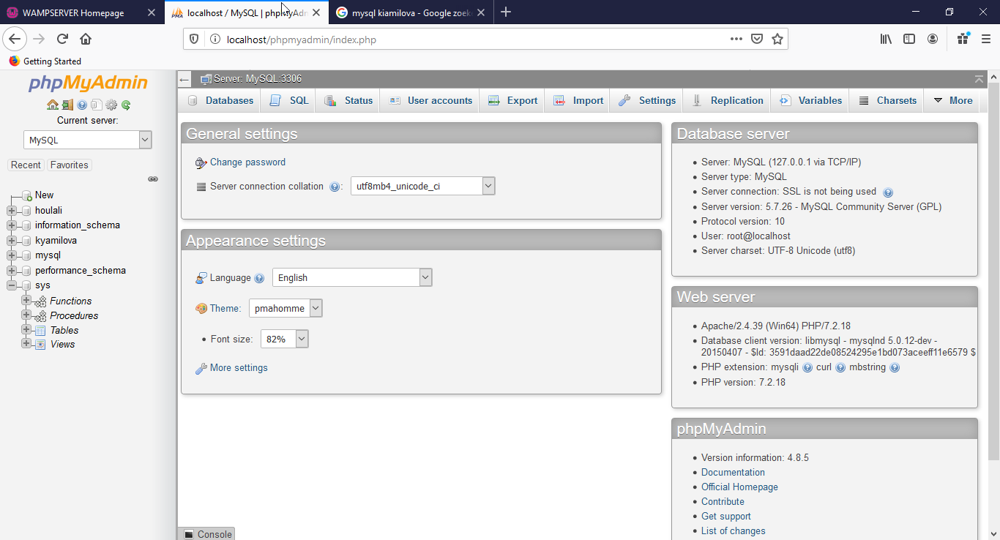 WAMPSERVER Homepage
localhost / MySQL | phpMyAdm
mysql kiamilova - Google zoek
localhost/phpmyadmin/index.php
Getting Started
phpMyAdmin
Current server:
MySQL
Recent Favorites
New
houlali
information_schema
kyamilova
mysql
performance_schema
sys
Functions
Procedures
Tables
Views
Server: MySQL:3306
Databases SQL Status User accounts Export Import Settings Replication Variables Charsets More
General settings
Change password
Server connection collation : utf8mb4_unicode_ci
Appearance settings
Language English
Theme: pmahomme
• Font size: 82%
More settings
Database server
• Server: MySQL (127.0.0.1 via TCP/IP)
• Server type: MySQL
• Server connection: SSL is not being used
• Server version: 5.7.26 - MySQL Community Server (GPL)
• Protocol version: 10
• User: root@localhost
• Server charset: UTF-8 Unicode (utf8)
Web server
• Apache/2.4.39 (Win64) PHP/7.2.18
• Database client version: libmysql - mysqlnd 5.0.12-dev -
20150407 - $Id: 3591daad22de08524295e1bd073aceeff11e6579 $
• PHP extension: mysqli curl mbstring
• PHP version: 7.2.18
phpMyAdmin
• Version information: 4.8.5
• Documentation
• Official Homepage
• Contribute
• Get support
• List of changes
Console